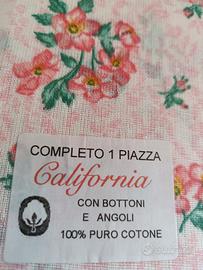 COMPLETO 1 PIAZZA
California
CON BOTTONI
E ANGOLI
100% PURO COTONE